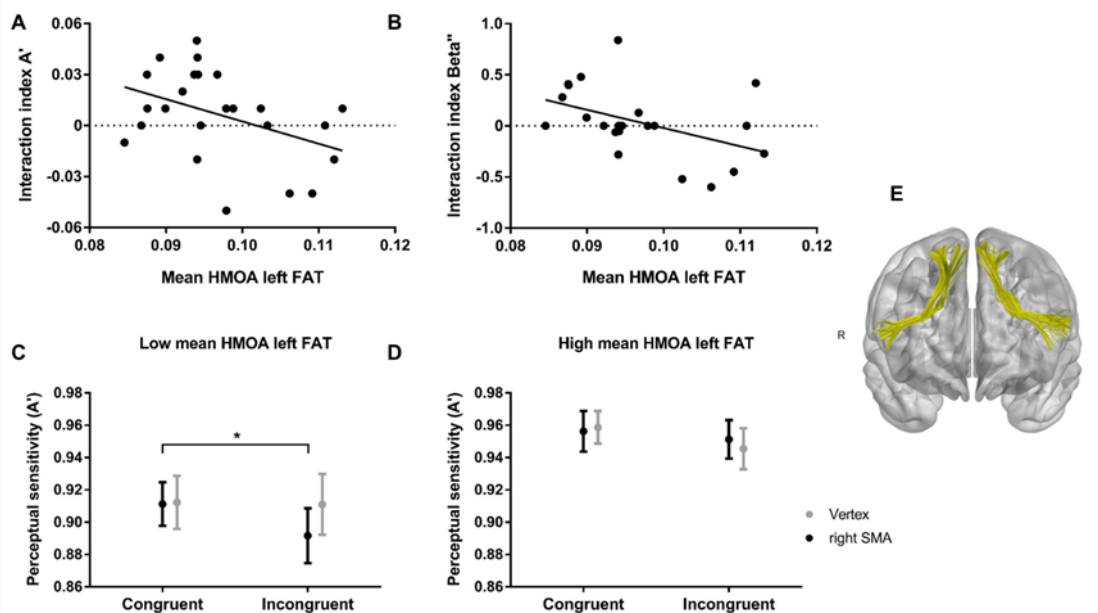 A
Interaction index A'
0.06
0.03
0
-0.03
-0.06
0.08
0.09
0.10
0.11
0.12
Mean HMOA left FAT
B
Interaction index Beta"
1.0
0.5
0
-0.5
-1.0
0.08
0.09
0.10
0.11
0.12
Mean HMOA left FAT
E
R
C
Low mean HMOA left FAT
Perceptual sensitivity (A')
0.98
0.96
0.94
0.92
0.90
0.88
0.86
*
Congruent
Incongruent
D
High mean HMOA left FAT
Perceptual sensitivity (A')
0.98
0.96
0.94
0.92
0.90
0.88
0.86
Congruent
Incongruent
Vertex
right SMA